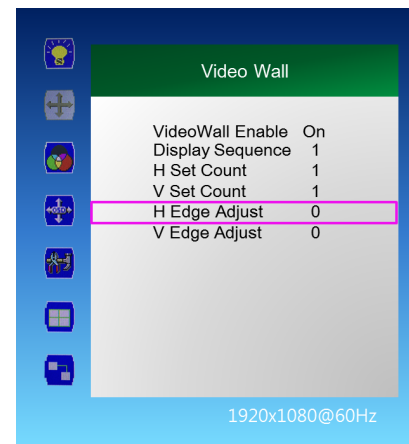 Video Wall
VideoWall Enable On
Display Sequence 1
H Set Count 1
V Set Count 1
H Edge Adjust 0
V Edge Adjust 0
1920x1080@60Hz